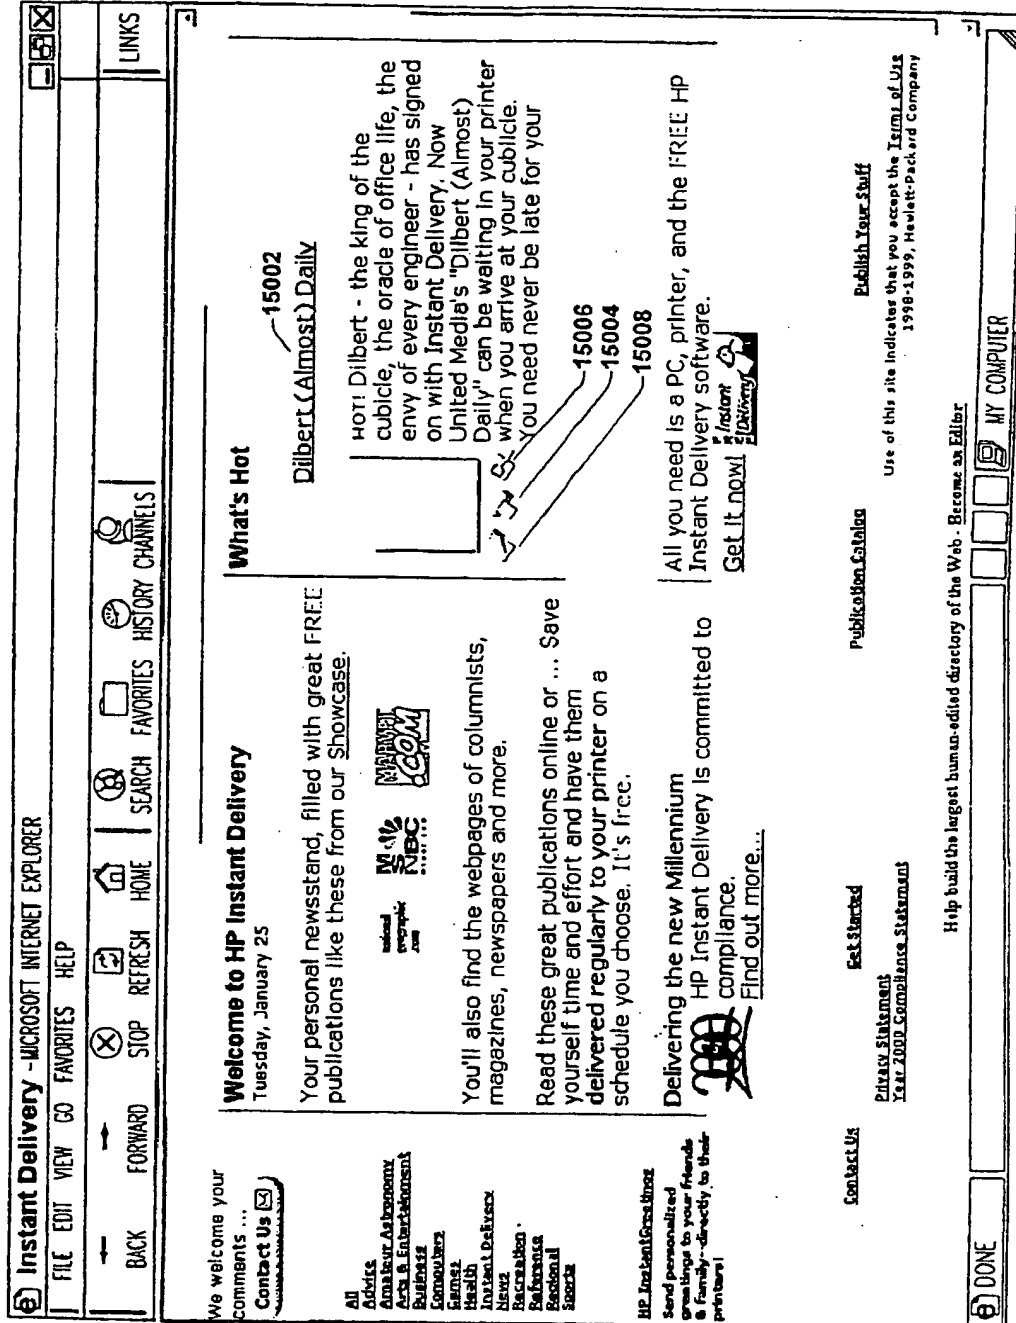 Instant Delivery - MICROSOFT INTERNET EXPLORER
FILE EDIT VIEW GO FAVORITES HELP
BACK FORWARD STOP REFRESH HOME SEARCH FAVORITES HISTORY CHANNELS LINKS
We welcome your
comments ...
Contact Us
All
Advice
Amateur Astronomy
Arts & Entertainment
Business
Computers
Games
Health
Instant Delivery
News
Recreation
Reference
Regional
Sports
HP InstantGreetings
Send personalized
greetings to your friends
& family--directly to their
printers!
Welcome to HP Instant Delivery
Tuesday, January 25
Your personal newsstand, filled with great FREE
publications like these from our Showcase.
national
geographic
.com
MSNBC
MARVEL
.COM
You'll also find the webpages of columnists,
magazines, newspapers and more.
Read these great publications online or ... Save
yourself time and effort and have them
delivered regularly to your printer on a
schedule you choose. It's free.
Delivering the new Millennium
HP Instant Delivery is committed to
compliance.
Find out more...
What's Hot
15002
Dilbert (Almost) Daily
HOT! Dilbert - the king of the
cubicle, the oracle of office life, the
envy of every engineer - has signed
on with Instant Delivery. Now
United Media's "Dilbert (Almost)
Daily" can be waiting in your printer
when you arrive at your cubilcle.
You need never be late for your
15006
15004
15008
All you need is a PC, printer, and the FREE HP
Instant Delivery software.
Get it now!
Instant
Delivery
Contact Us Get Started Publication Catalog Publish Your Stuff
Privacy Statement
Year 2000 Compliance Statement
Use of this site indicates that you accept the Terms of Use
1998-1999, Hewlett-Packard Company
Help build the largest human-edited directory of the Web - Become an Editor
DONE MY COMPUTER